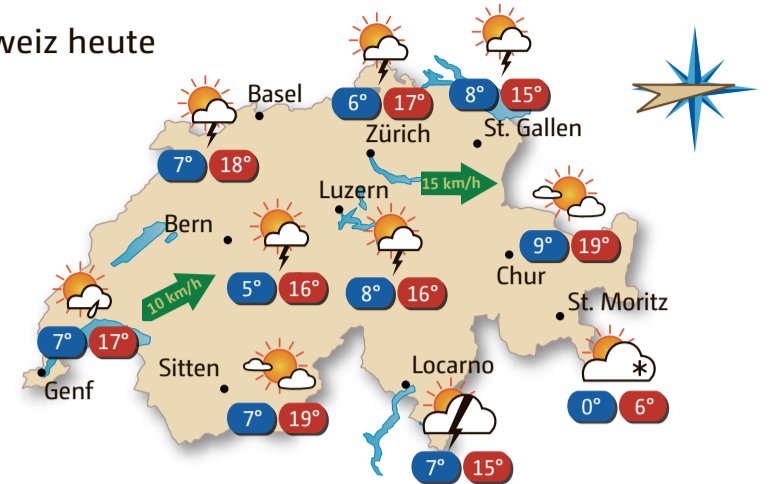 weiz heute
Basel
7° 18°
6° 17°
Zürich
8° 15°
St. Gallen
15 km/h
Luzern
8° 16°
Bern
5° 16°
9° 19°
Chur
St. Moritz
0° 6°
10 km/h
7° 17°
Genf
Sitten
7° 19°
Locarno
7° 15°